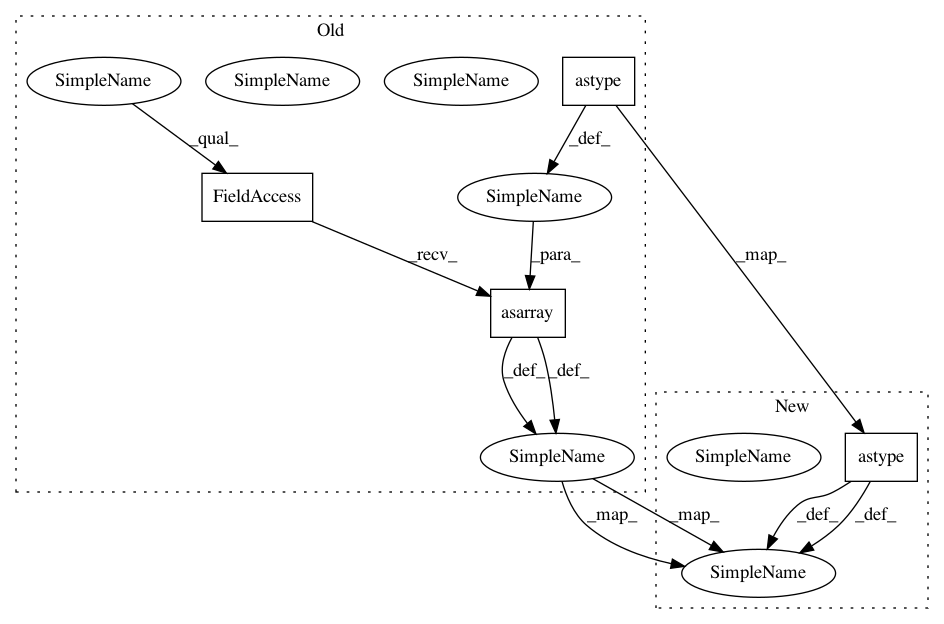 Old
SimpleName
SimpleName
SimpleName
astype
_qual_
_def_
FieldAccess
SimpleName
_recv_
_para_
_map_
asarray
_def_
_def_
New
SimpleName
SimpleName
astype
_map_
_map_
_def_
_def_
SimpleName